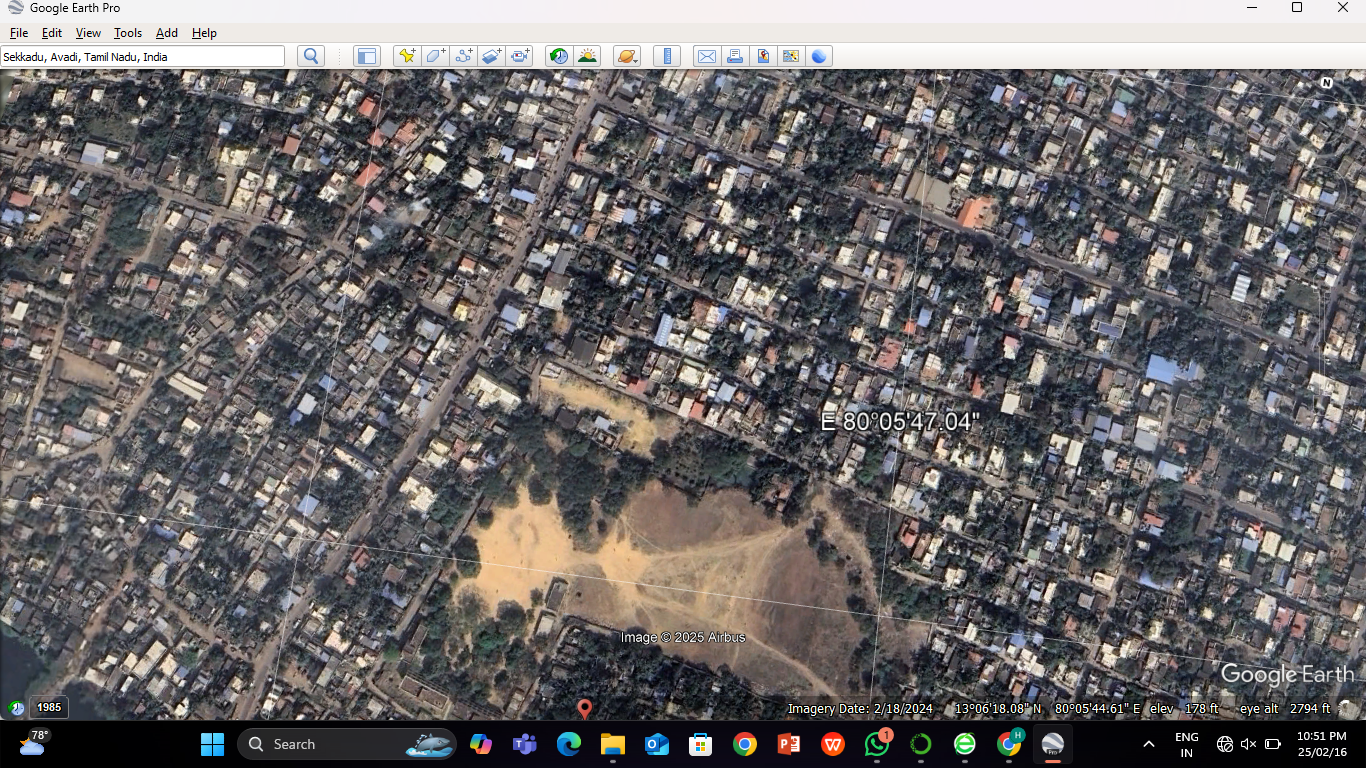 Google Earth Pro
File Edit View Tools Add Help
Sekkadu, Avadi, Tamil Nadu, India
N
E 80°05'47.04"
Image © 2025 Airbus
Google Earth
1985
Imagery Date: 2/18/2024 13°06'18.08" N 80°05'44.61" E elev 178 ft eye alt 2794 ft
78°
Search
1
H
Pro
ENG
IN
10:51 PM
25/02/16